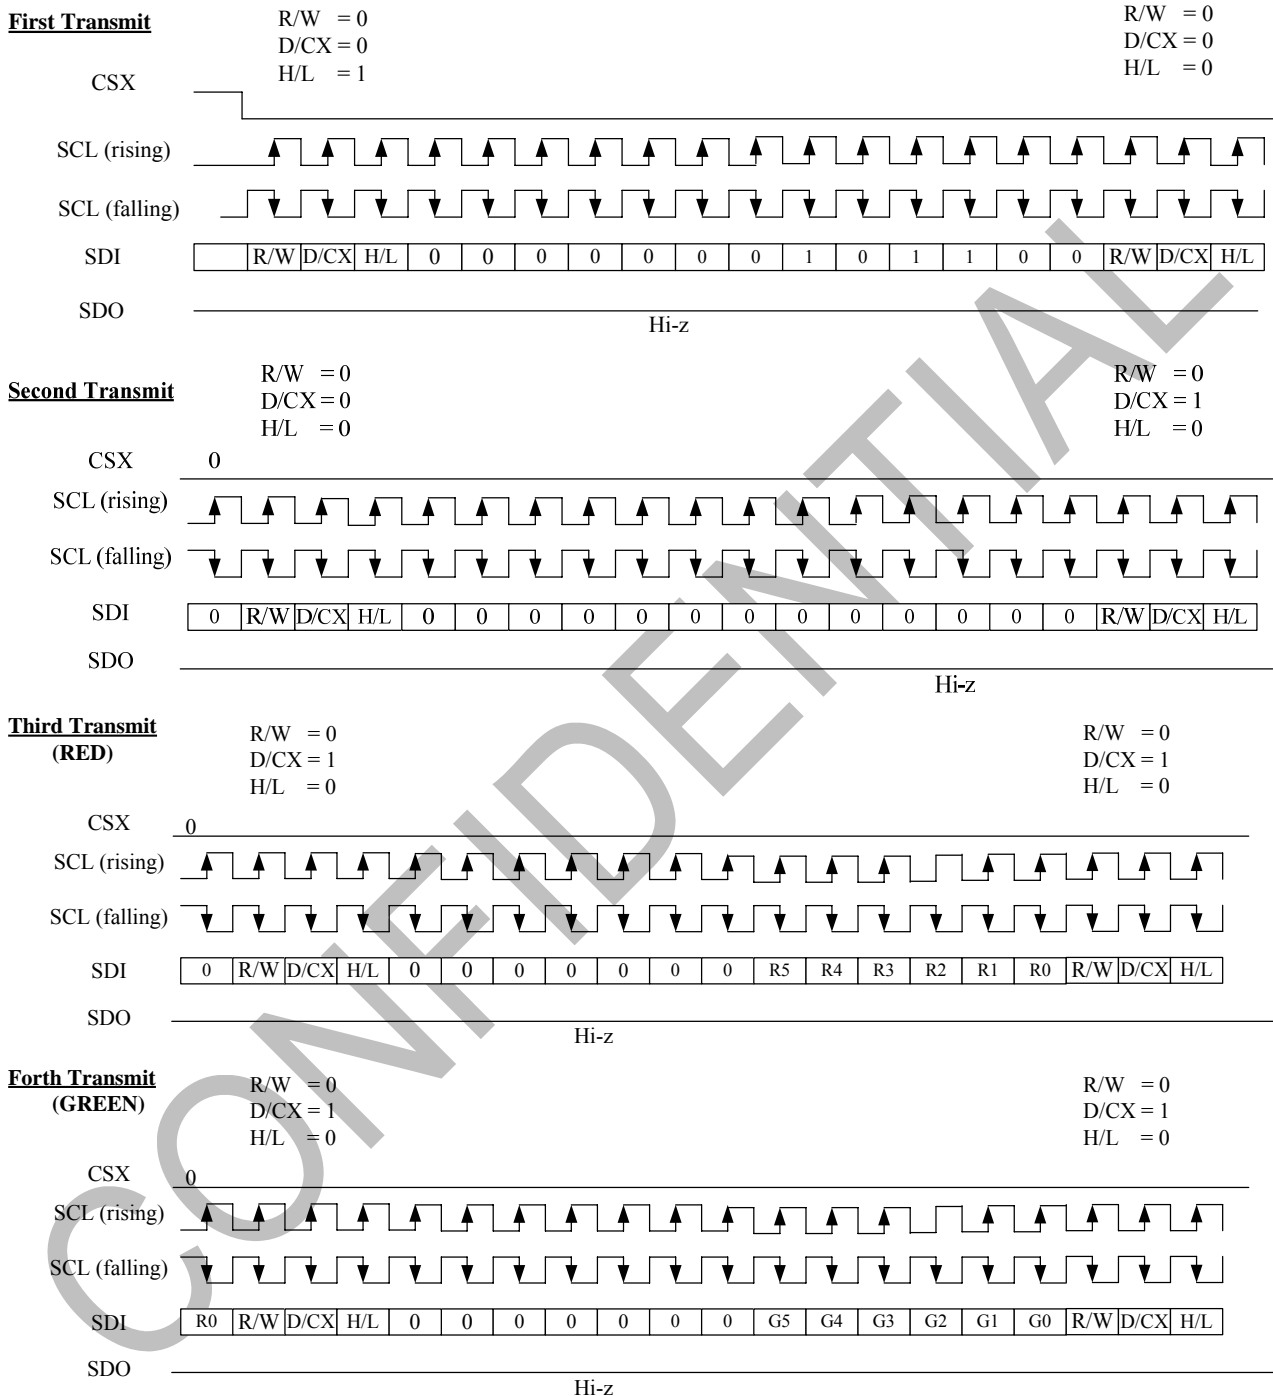 First Transmit
R/W = 0
D/CX = 0
H/L = 1
R/W = 0
D/CX = 0
H/L = 0
CSX
SCL (rising)
SCL (falling)
SDI R/W D/CX H/L 0 0 0 0 0 0 0 1 0 1 1 0 0 R/W D/CX H/L
SDO
Hi-z
Second Transmit
R/W = 0
D/CX = 0
H/L = 0
R/W = 0
D/CX = 1
H/L = 0
CSX 0
SCL (rising)
SCL (falling)
SDI 0 R/W D/CX H/L 0 0 0 0 0 0 0 0 0 0 0 0 0 R/W D/CX H/L
SDO
Hi-z
Third Transmit
(RED)
R/W = 0
D/CX = 1
H/L = 0
R/W = 0
D/CX = 1
H/L = 0
CSX 0
SCL (rising)
SCL (falling)
SDI 0 R/W D/CX H/L 0 0 0 0 0 0 0 R5 R4 R3 R2 R1 R0 R/W D/CX H/L
SDO
Hi-z
Forth Transmit
(GREEN)
R/W = 0
D/CX = 1
H/L = 0
R/W = 0
D/CX = 1
H/L = 0
CSX 0
SCL (rising)
SCL (falling)
SDI R0 R/W D/CX H/L 0 0 0 0 0 0 0 G5 G4 G3 G2 G1 G0 R/W D/CX H/L
SDO
Hi-z
CONFIDENTIAL